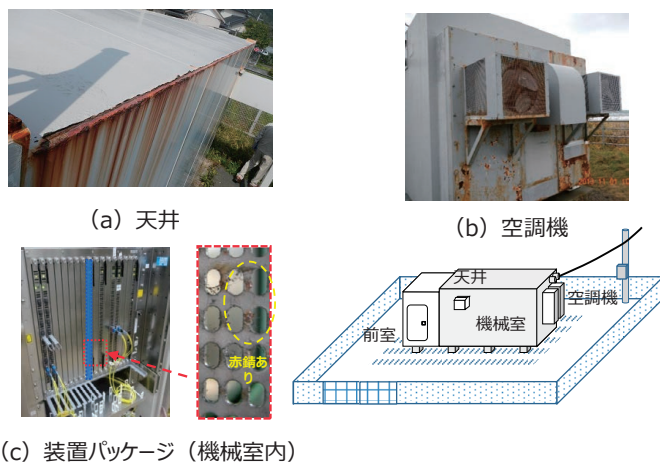 (a) 天井
(b) 空調機
赤錆あ
り
天井
空調機
機械室
前室
(c) 装置パッケージ（機械室内）